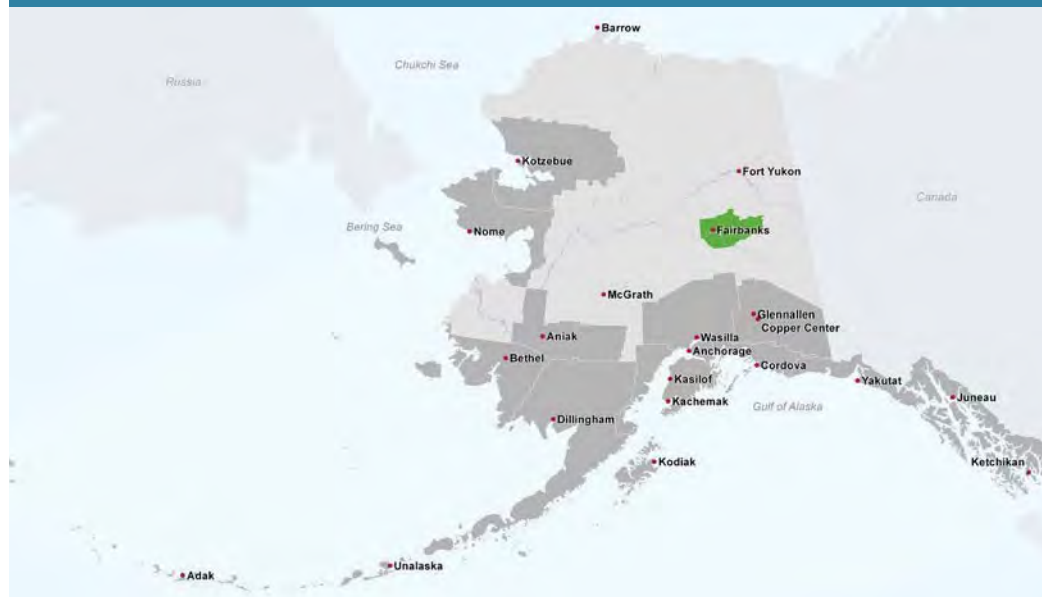 Barrow
Chukchi Sea
Russia
Kotzebue
Fort Yukon
Canada
Bering Sea
Nome
Fairbanks
McGrath
Glennallen
Copper Center
Aniak
Wasilla
Anchorage
Bethel
Cordova
Kasilof
Yakutat
Kachemak
Gulf of Alaska
Juneau
Dillingham
Kodiak
Ketchikan
Unalaska
Adak